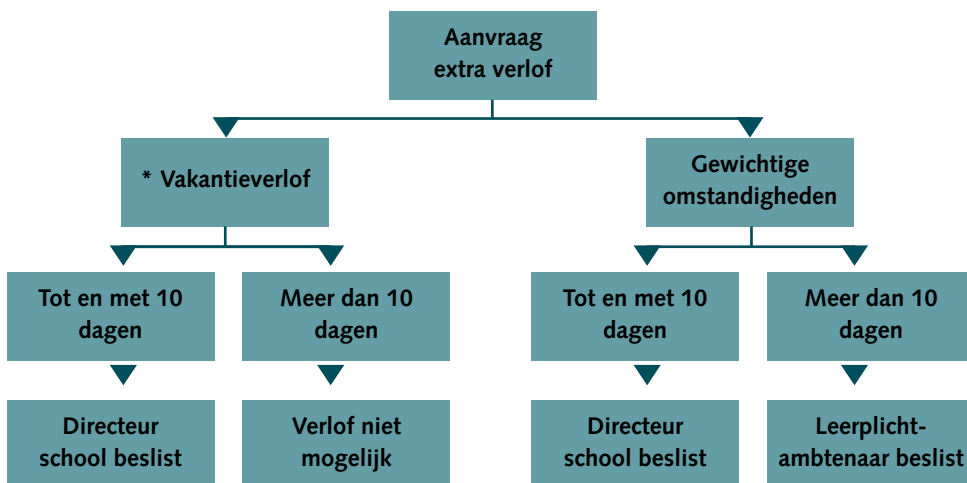 Aanvraag
extra verlof
* Vakantieverlof
Gewichtige
omstandigheden
Tot en met 10
dagen
Meer dan 10
dagen
Tot en met 10
dagen
Meer dan 10
dagen
Directeur
school beslist
Verlof niet
mogelijk
Directeur
school beslist
Leerplicht-
ambtenaar beslist